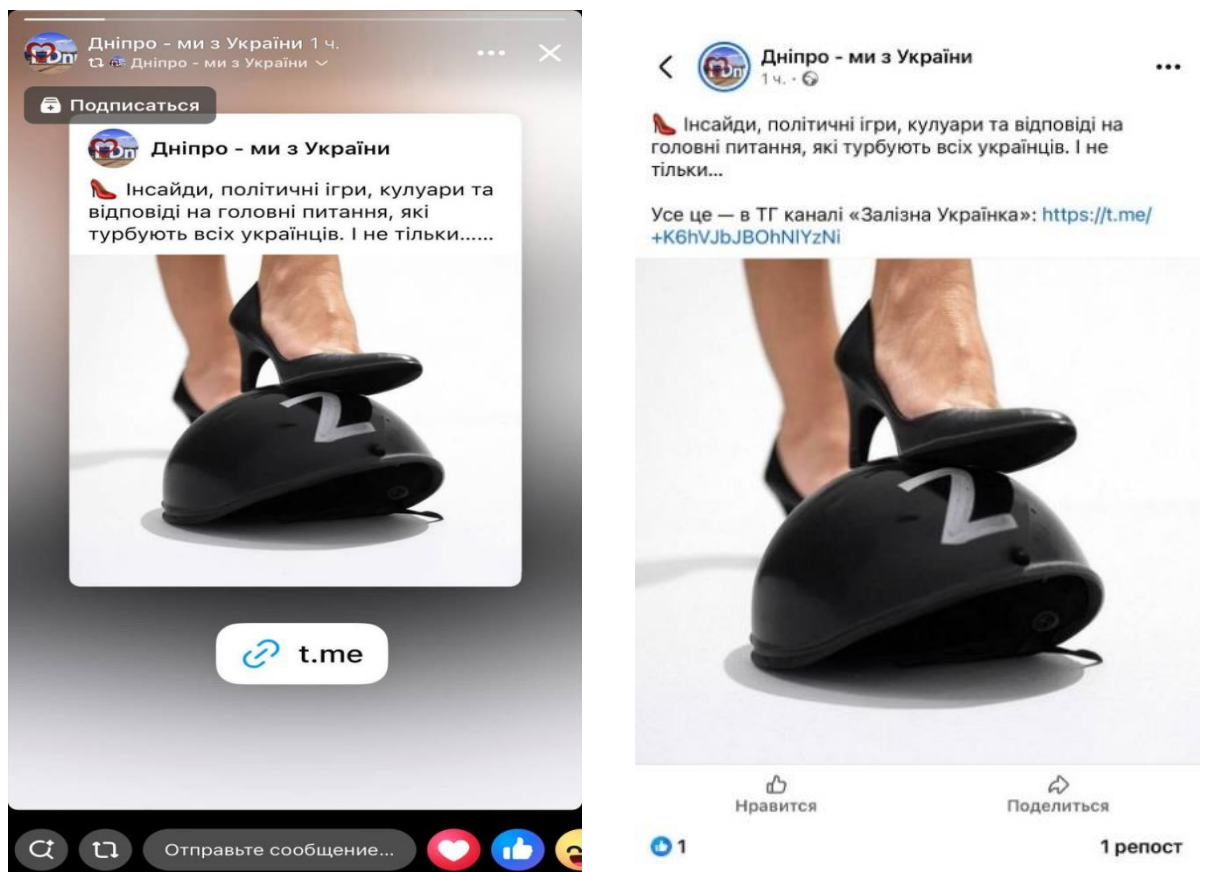 Дніпро - ми з України 1 ч.
Дніпро - ми з України
Подписаться
Dn
Дніпро - ми з України
Інсайди, політичні ігри, кулуари та
відповіді на головні питання, які
турбують всіх українців. І не тільки......
Z
t.me
Отправьте сообщение...
Dn
Дніпро - ми з України
1 ч.
Інсайди, політичні ігри, кулуари та відповіді на
головні питання, які турбують всіх українців. І не
тільки...
Усе це — в ТГ каналі «Залізна Українка»: https://t.me/
+K6hVJbJBOhNlYzNi
Z
Нравится
Поделиться
1
1 репост